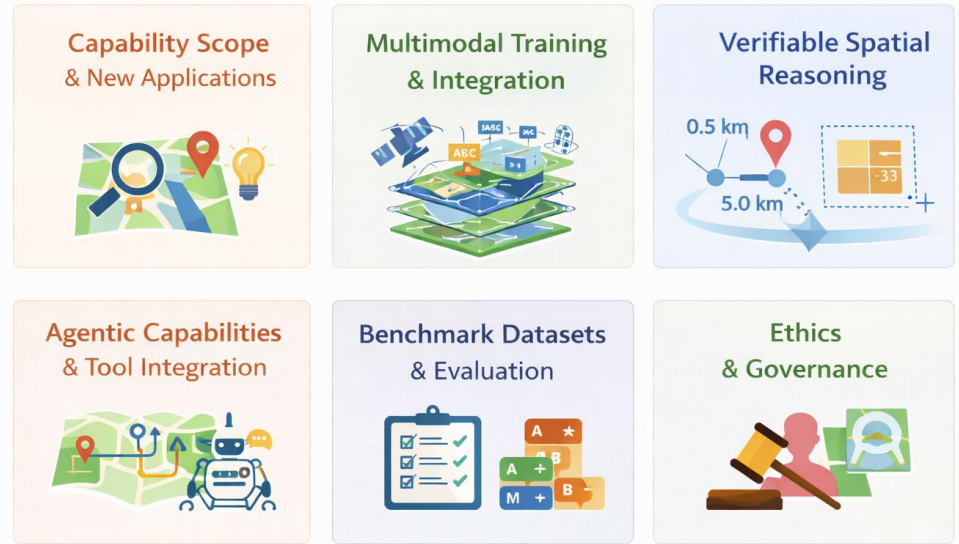 Capability Scope
& New Applications
Multimodal Training
& Integration
SABC
ABC
Verifiable Spatial
Reasoning
0.5 km
5.0 km
-33
Agentic Capabilities
& Tool Integration
Benchmark Datasets
& Evaluation
A
B
A +
M +
B
Ethics
& Governance